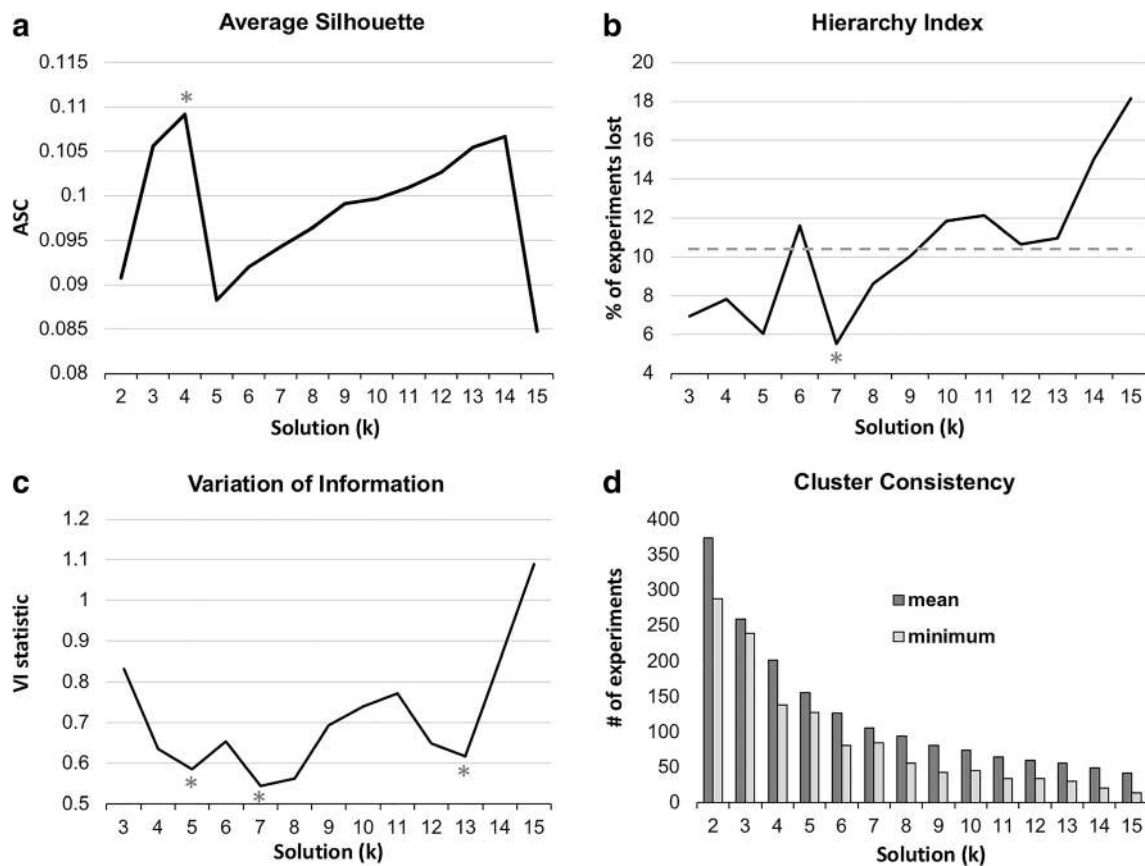 a
Average Silhouette
0.115
0.11
0.105
0.1
0.095
0.09
0.085
0.08
ASC
*
2 3 4 5 6 7 8 9 10 11 12 13 14 15
Solution (k)
b
Hierarchy Index
20
18
16
14
12
10
8
6
4
% of experiments lost
*
3 4 5 6 7 8 9 10 11 12 13 14 15
Solution (k)
c
Variation of Information
1.2
1.1
1
0.9
0.8
0.7
0.6
0.5
VI statistic
* * *
3 4 5 6 7 8 9 10 11 12 13 14 15
Solution (k)
d
Cluster Consistency
400
350
300
250
200
150
100
50
0
# of experiments
mean
minimum
2 3 4 5 6 7 8 9 10 11 12 13 14 15
Solution (k)